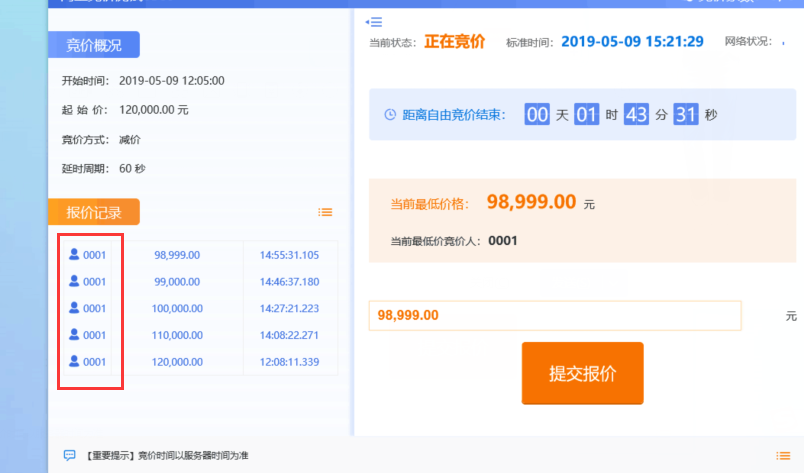 竞价概况
开始时间： 2019-05-09 12:05:00
起 始 价： 120,000.00 元
竞价方式： 减价
延时周期： 60 秒
报价记录
0001 98,999.00 14:55:31.105
0001 99,000.00 14:46:37.180
0001 100,000.00 14:27:21.223
0001 110,000.00 14:08:22.271
0001 120,000.00 12:08:11.339
当前状态： 正在竞价 标准时间： 2019-05-09 15:21:29 网络状况：
距离自由竞价结束： 00 天 01 时 43 分 31 秒
当前最低价格： 98,999.00 元
当前最低价竞价人： 0001
98,999.00 元
提交报价
【重要提示】竞价时间以服务器时间为准